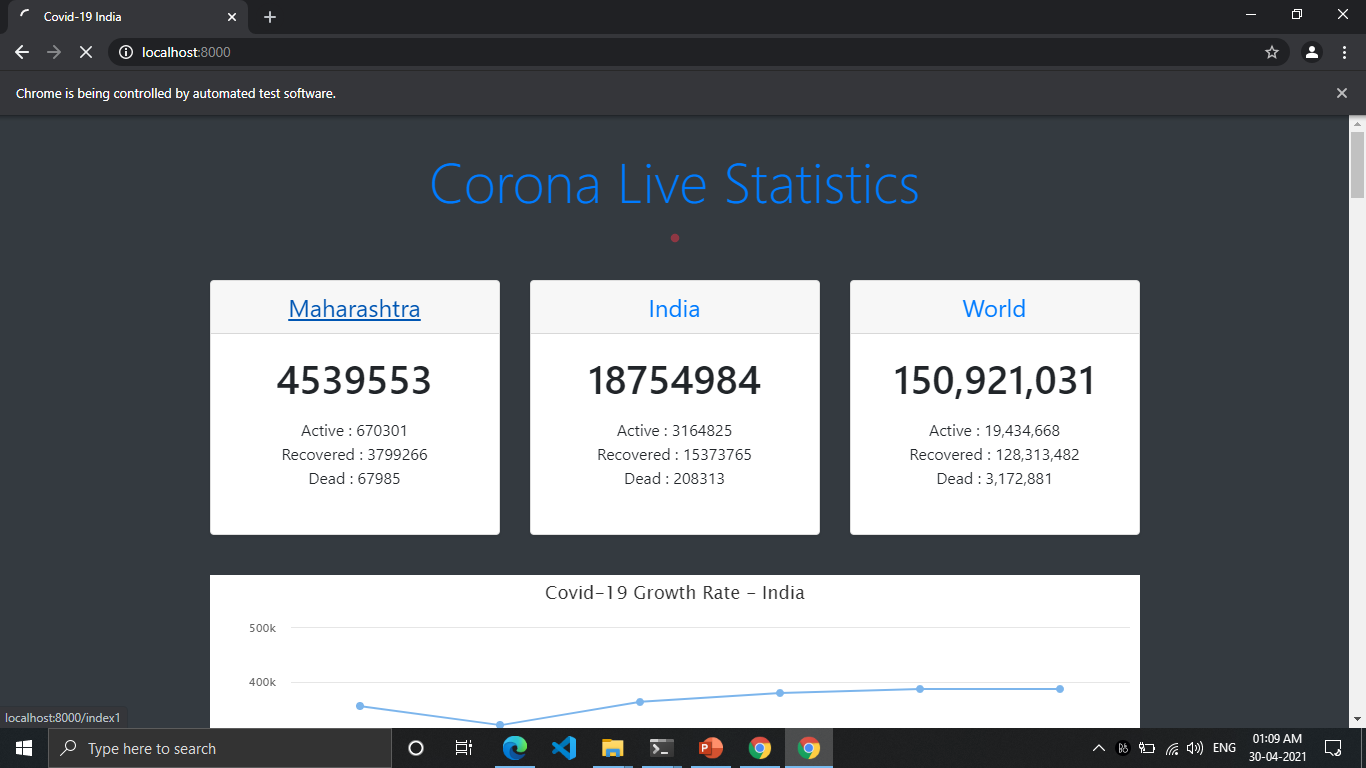 Covid-19 India
localhost:8000
Chrome is being controlled by automated test software.
Corona Live Statistics
Maharashtra
4539553
Active : 670301
Recovered : 3799266
Dead : 67985
India
18754984
Active : 3164825
Recovered : 15373765
Dead : 208313
World
150,921,031
Active : 19,434,668
Recovered : 128,313,482
Dead : 3,172,881
Covid-19 Growth Rate - India
500k
400k
localhost:8000/index1
Type here to search
ENG
01:09 AM
30-04-2021